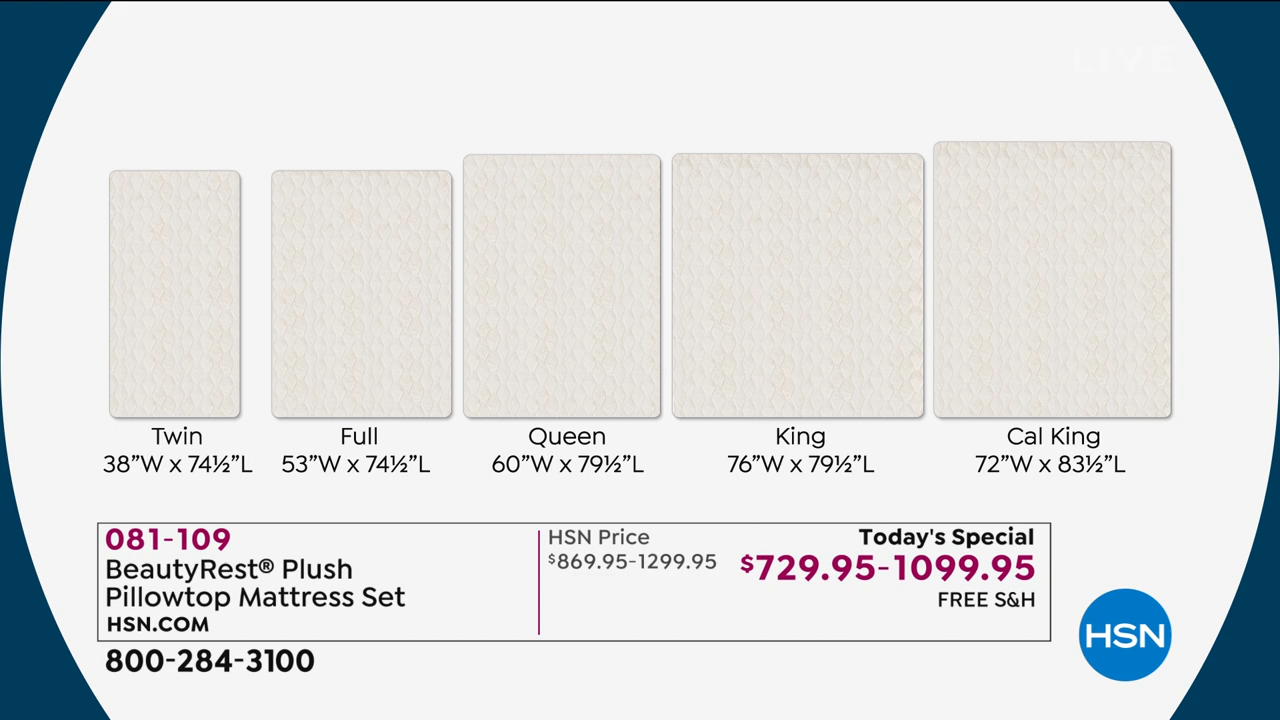 LIVE
Twin
38”W x 74½”L
Full
53”W x 74½”L
Queen
60”W x 79½”L
King
76”W x 79½”L
Cal King
72”W x 83½”L
081-109
BeautyRest® Plush
Pillowtop Mattress Set
HSN.COM
HSN Price
$869.95-1299.95
Today's Special
$729.95-1099.95
FREE S&H
800-284-3100
HSN